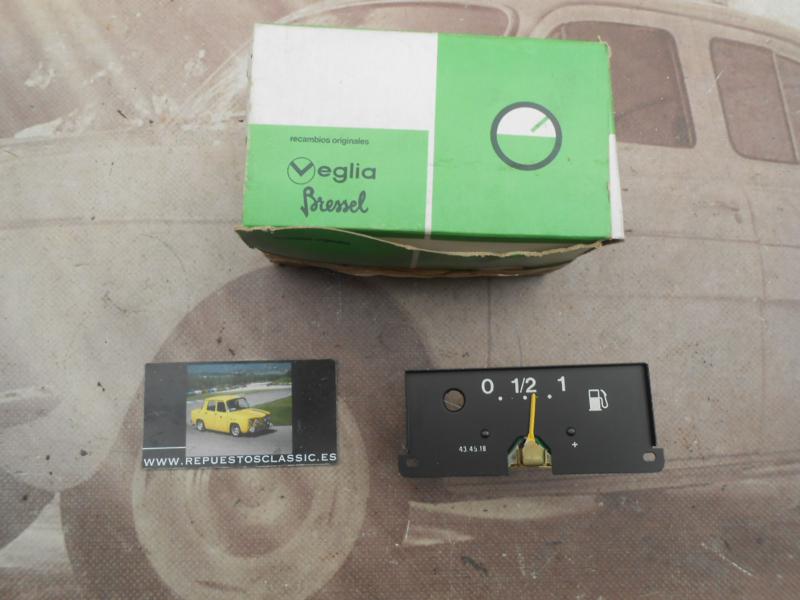 recambios originales
Veglia
Bressel
0 1/2 1
43.45.18
+
WWW.REPUESTOSCLASSIC.ES